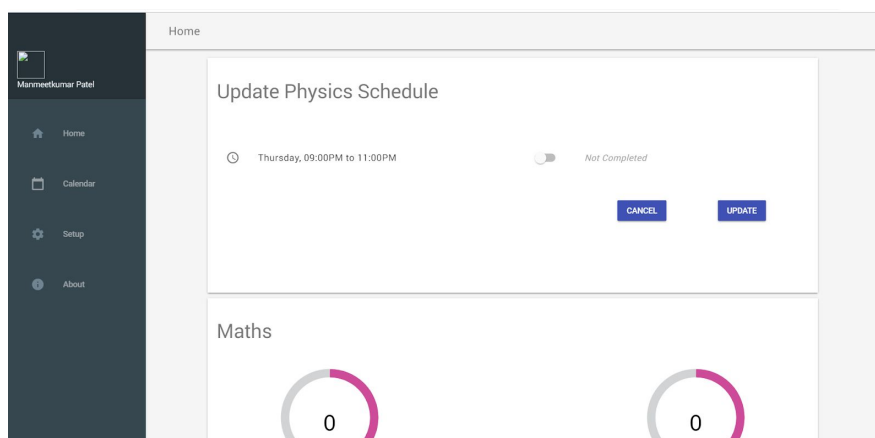 Home
Manmeetkumar Patel
Home
Calendar
Setup
About
Update Physics Schedule
Thursday, 09:00PM to 11:00PM
Not Completed
CANCEL
UPDATE
Maths
0
0